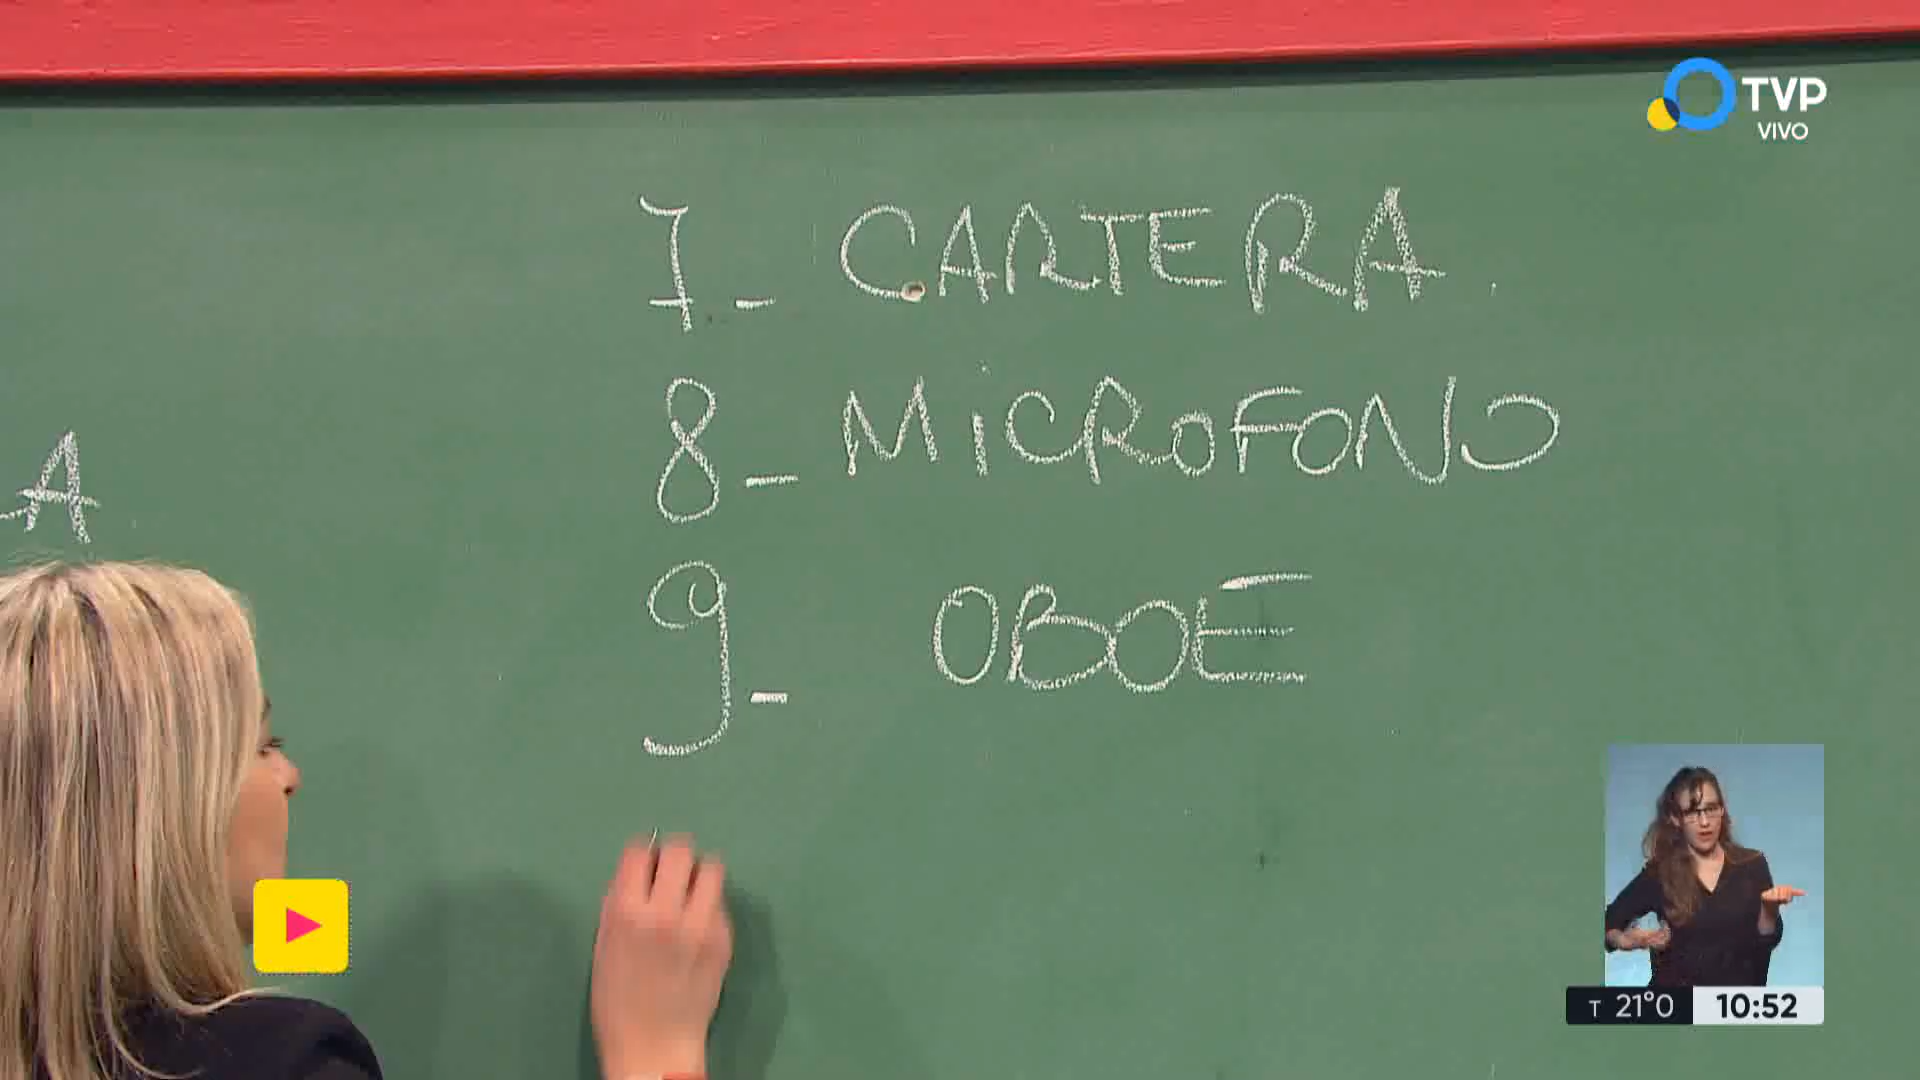 TVP
VIVO
7_ CARTERA.
8_ MiCROFONO
A
9_ OBOE
T 21°0 10:52